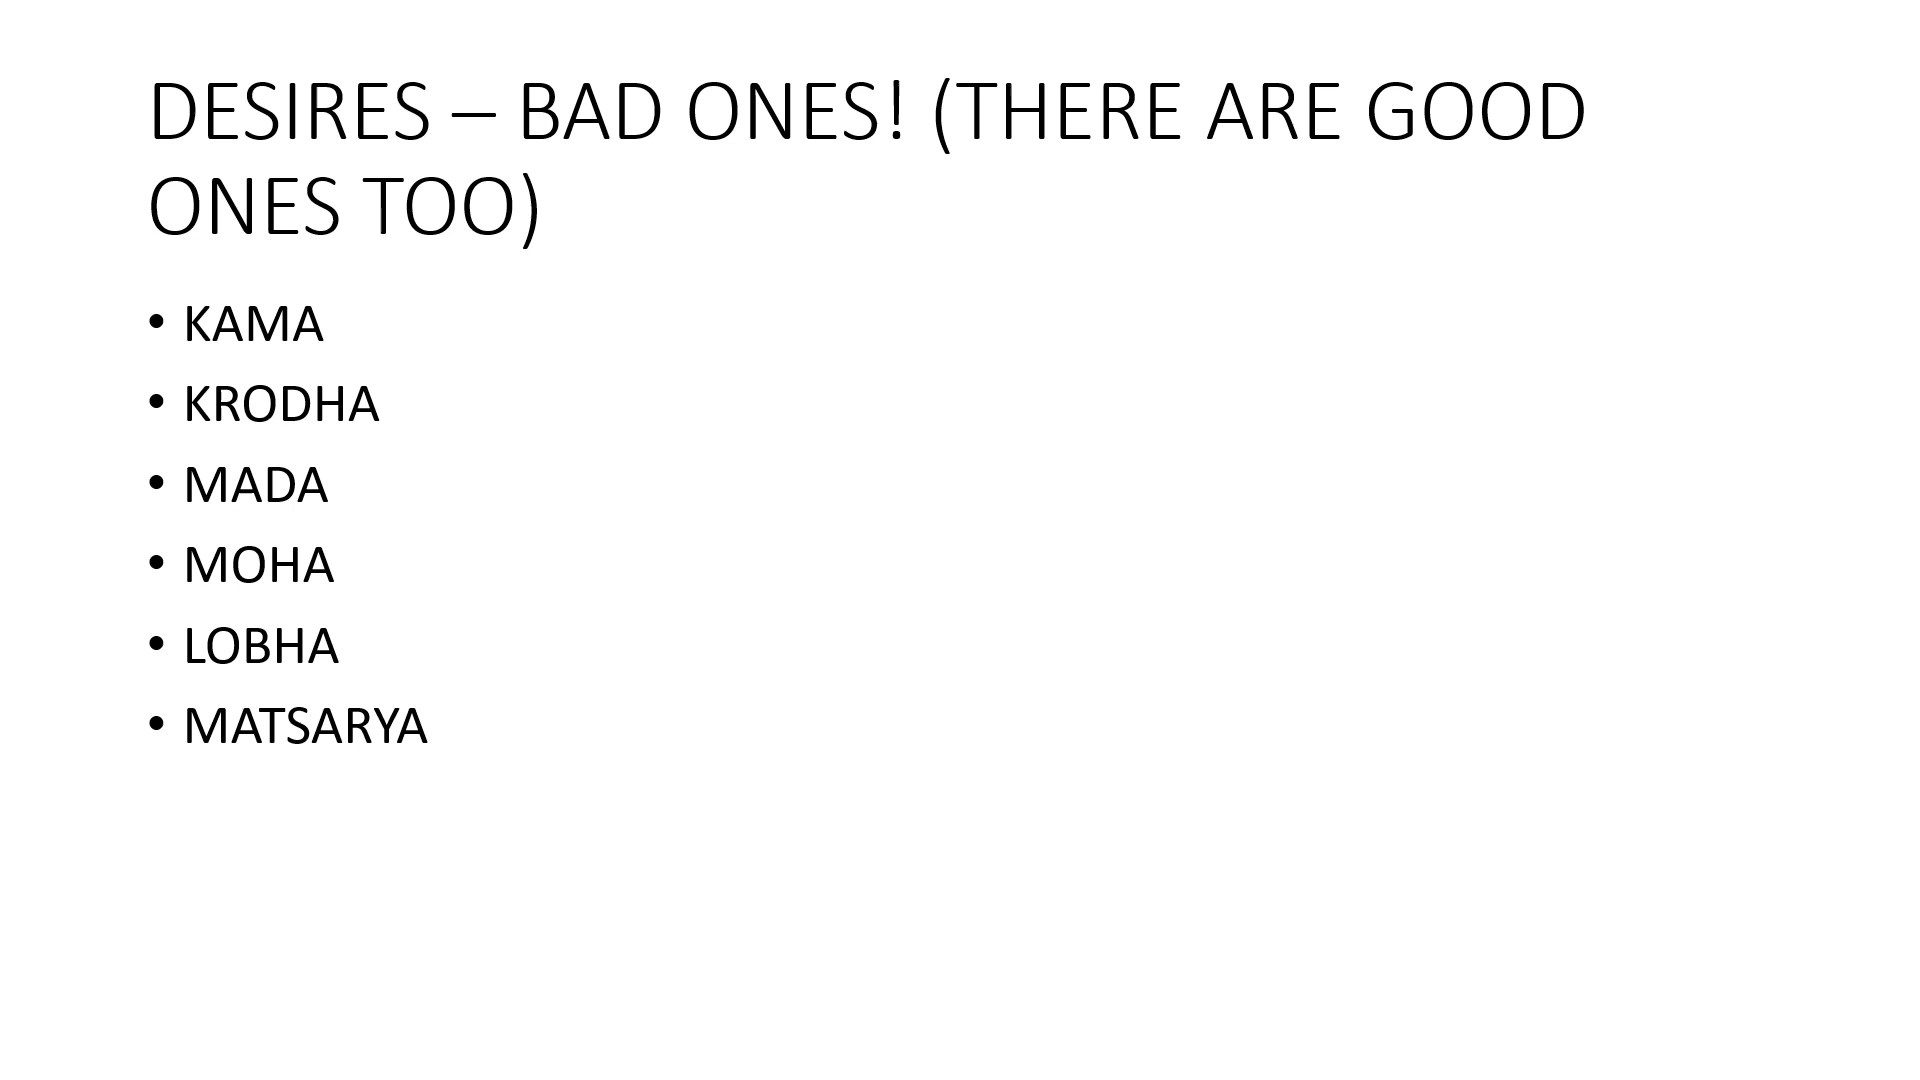 DESIRES – BAD ONES! (THERE ARE GOOD
ONES TOO)
• KAMA
• KRODHA
• MADA
• MOHA
• LOBHA
• MATSARYA